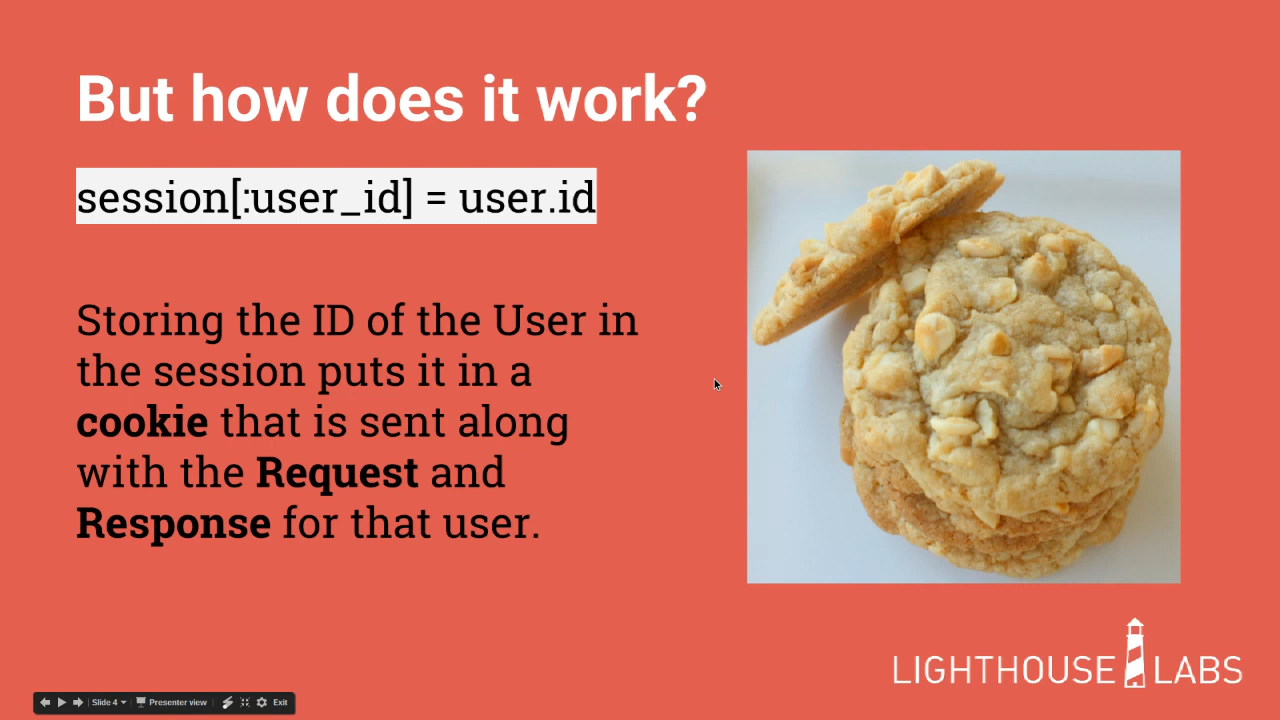 But how does it work?
session[:user_id] = user.id
Storing the ID of the User in
the session puts it in a
cookie that is sent along
with the Request and
Response for that user.
LIGHTHOUSE LABS
Slide 4 Presenter view Exit